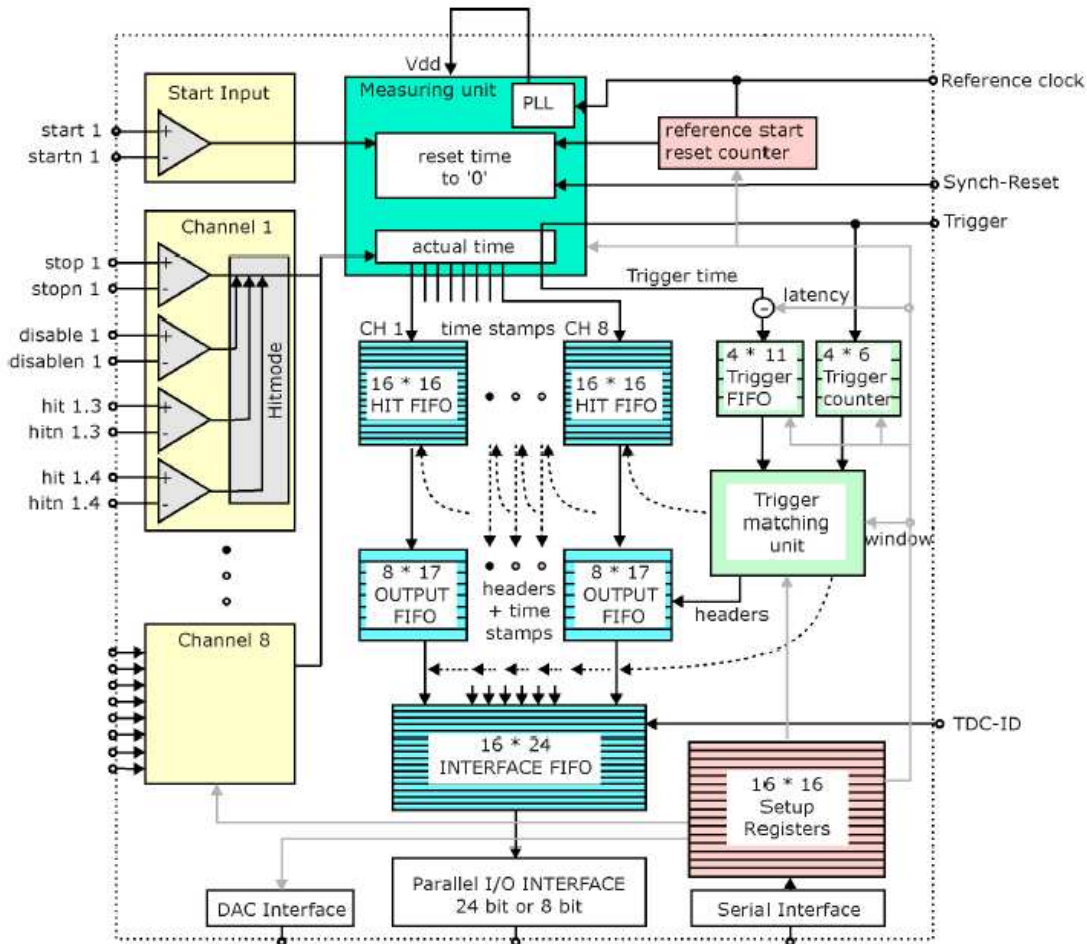 Vdd
Start Input
Measuring unit
PLL
Reference clock
start 1
+
startn 1
-
reset time
to '0'
reference start
reset counter
Synch-Reset
Channel 1
Trigger
actual time
stop 1
+
stopn 1
-
Trigger time
-
latency
disable 1
+
disablen 1
-
CH 1
time stamps
CH 8
Hitmode
hit 1.3
+
hitn 1.3
-
16 * 16
HIT FIFO
16 * 16
HIT FIFO
4 * 11
Trigger
FIFO
4 * 6
Trigger
counter
hit 1.4
+
hitn 1.4
-
Trigger
matching
unit
window
8 * 17
OUTPUT
FIFO
headers
+ time
stamps
8 * 17
OUTPUT
FIFO
headers
Channel 8
TDC-ID
16 * 24
INTERFACE FIFO
16 * 16
Setup
Registers
Parallel I/O INTERFACE
24 bit or 8 bit
DAC Interface
Serial Interface